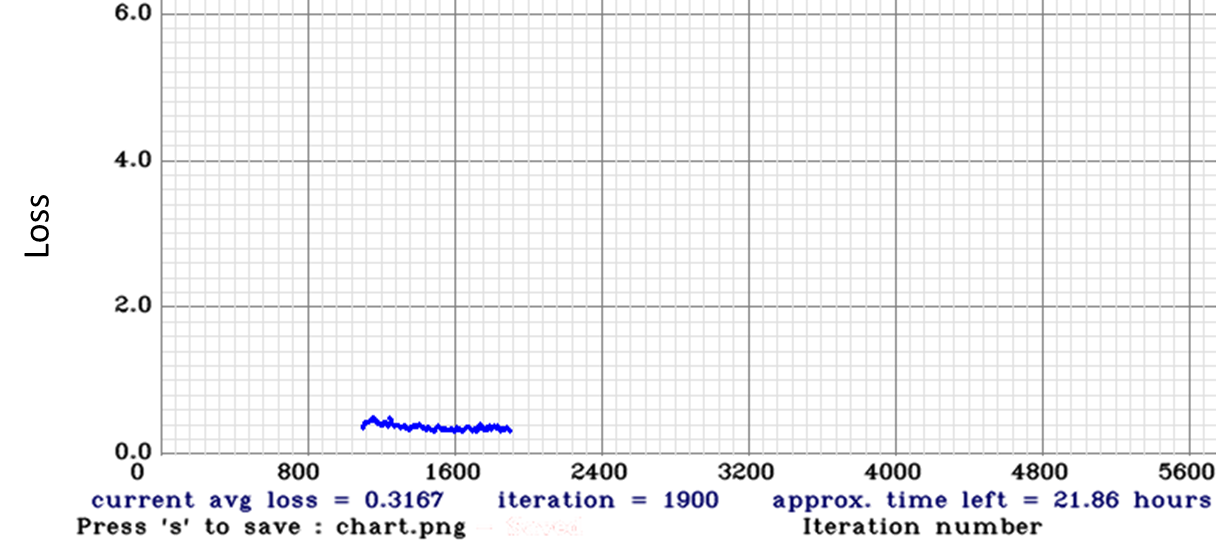 6.0
4.0
Loss
2.0
0.0
0 800 1600 2400 3200 4000 4800 5600
current avg loss = 0.3167 iteration = 1900 approx. time left = 21.86 hours
Press 's' to save : chart.png Iteration number